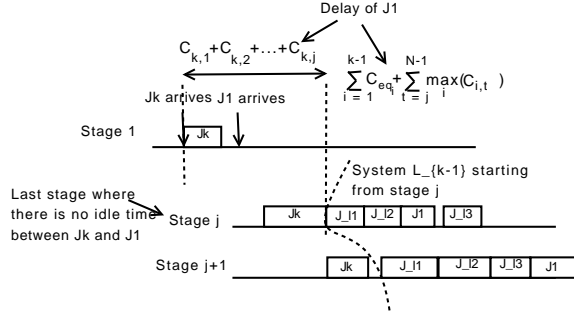 Delay of J1
C_{k,1}+C_{k,2}+...+C_{k,j}
k-1 N-1
∑ C_{eq_i}+∑ max(C_{i,t} )
i = 1 t = j i
Jk arrives J1 arrives
Stage 1
Jk
System L_{k-1} starting
from stage j
Last stage where
there is no idle time
between Jk and J1
Stage j
Jk J_l1 J_l2 J1 J_l3
Stage j+1
Jk J_l1 J_l2 J_l3 J1